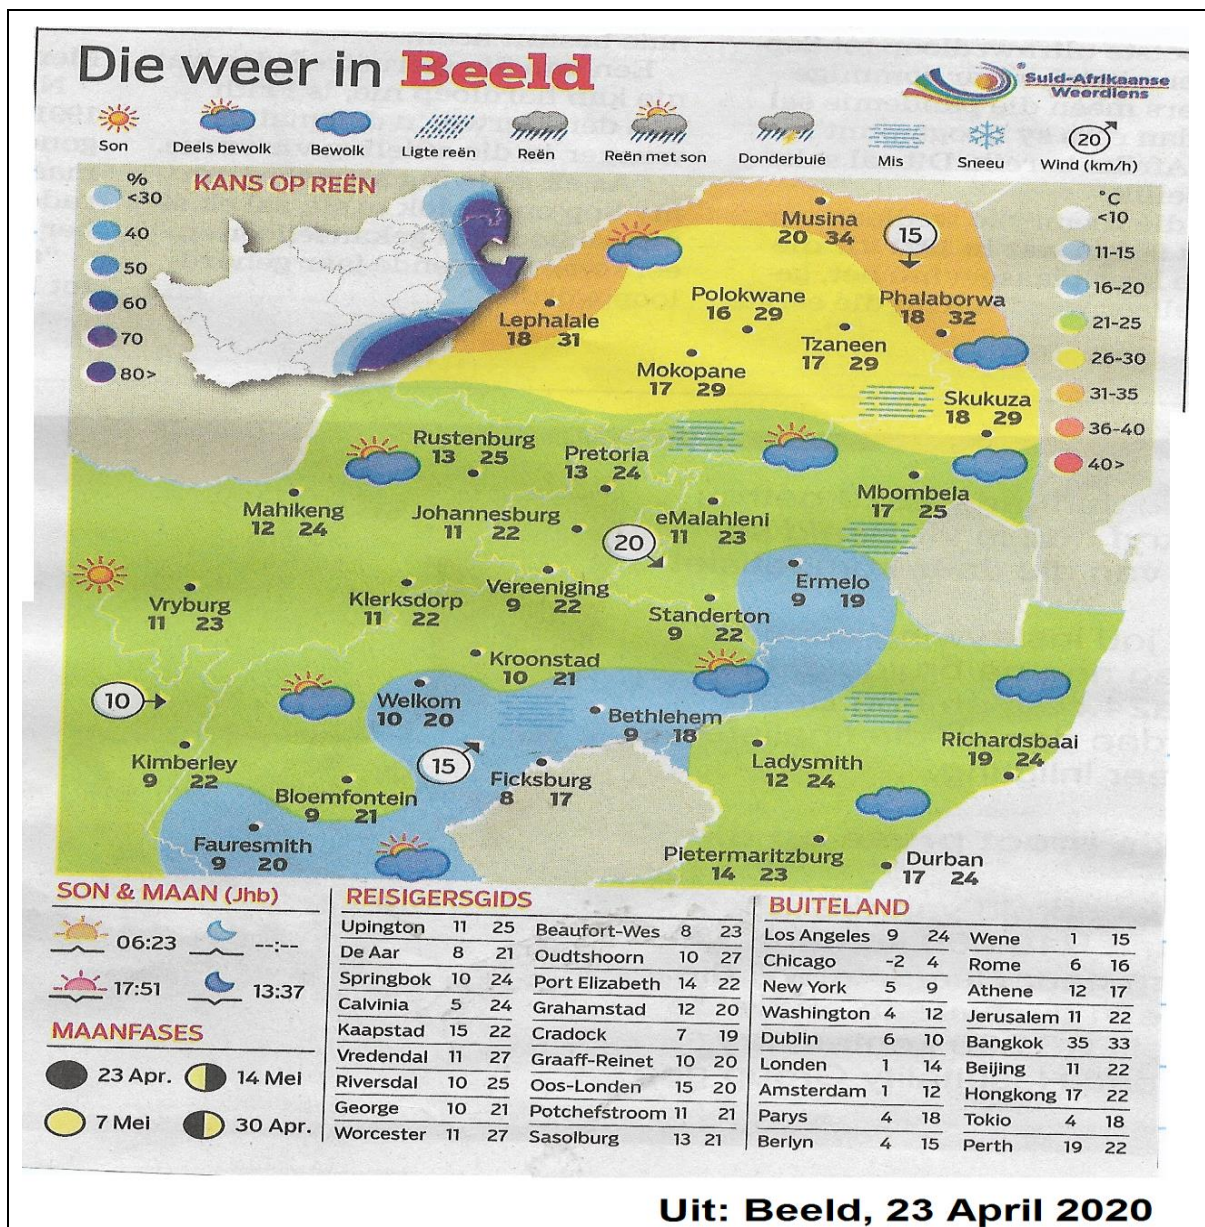 Die weer in Beeld
Suid-Afrikaanse
Weerdiens
Son
Deels bewolk
Bewolk
Ligte reën
Reën
Reën met son
Donderbuie
Mis
Sneeu
20
Wind (km/h)
KANS OP REËN
%
<30
40
50
60
70
80>
°C
<10
11-15
16-20
21-25
26-30
31-35
36-40
40>
Musina
20 34
15
Lephalale
18 31
Polokwane
16 29
Phalaborwa
18 32
Tzaneen
17 29
Mokopane
17 29
Skukuza
18 29
Rustenburg
13 25
Pretoria
13 24
Mbombela
17 25
Mahikeng
12 24
Johannesburg
11 22
eMalahleni
11 23
20
Ermelo
9 19
Vryburg
11 23
Klerksdorp
11 22
Vereeniging
9 22
Standerton
9 22
Kroonstad
10 21
10
Welkom
10 20
Bethlehem
9 18
15
Kimberley
9 22
Ficksburg
8 17
Ladysmith
12 24
Richardsbaai
19 24
Bloemfontein
9 21
Fauresmith
9 20
Pietermaritzburg
14 23
Durban
17 24
SON & MAAN (Jhb)
06:23 --:--
17:51 13:37
MAANFASES
23 Apr. 14 Mei
7 Mei 30 Apr.
REISIGERSGIDS
Upington 11 25
De Aar 8 21
Springbok 10 24
Calvinia 5 24
Kaapstad 15 22
Vredendal 11 27
Riversdal 10 25
George 10 21
Worcester 11 27
Beaufort-Wes 8 23
Oudtshoorn 10 27
Port Elizabeth 14 22
Grahamstad 12 20
Cradock 7 19
Graaff-Reinet 10 20
Oos-Londen 15 20
Potchefstroom 11 21
Sasolburg 13 21
BUITELAND
Los Angeles 9 24
Chicago -2 4
New York 5 9
Washington 4 12
Dublin 6 10
Londen 1 14
Amsterdam 1 12
Parys 4 18
Berlyn 4 15
Wene 1 15
Rome 6 16
Athene 12 17
Jerusalem 11 22
Bangkok 35 33
Beijing 11 22
Hongkong 17 22
Tokio 4 18
Perth 19 22
Uit: Beeld, 23 April 2020